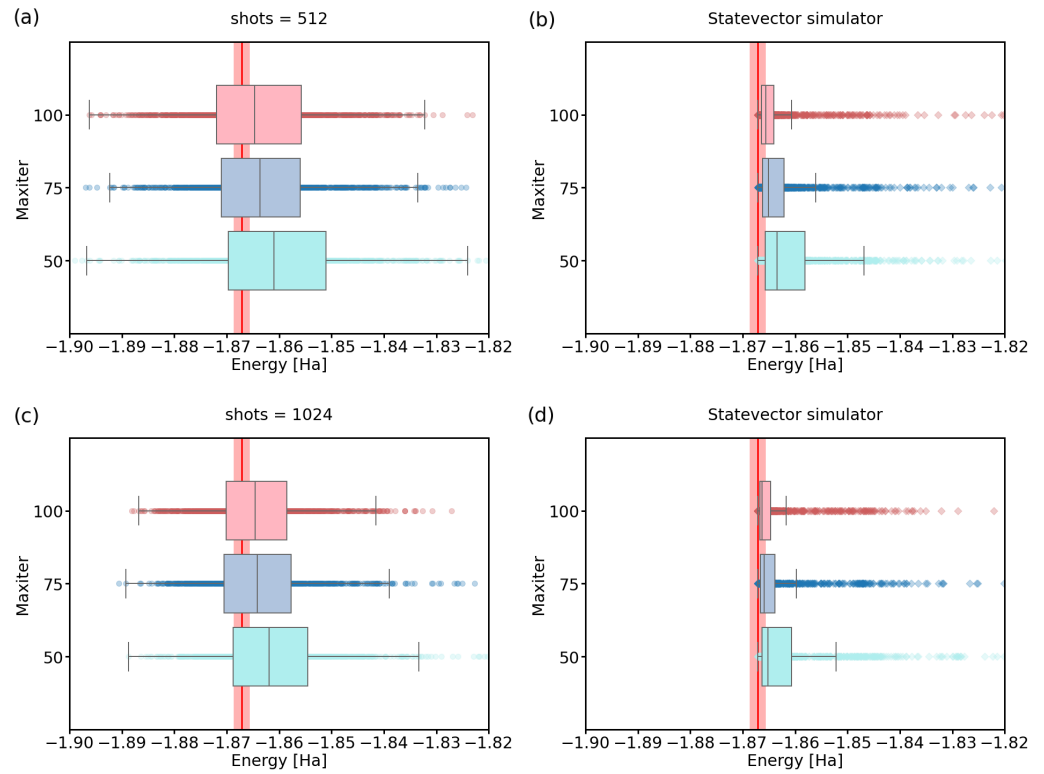 (a)
shots = 512
Maxiter
100
75
50
−1.90 −1.89 −1.88 −1.87 −1.86 −1.85 −1.84 −1.83 −1.82
Energy [Ha]
(b)
Statevector simulator
Maxiter
100
75
50
−1.90 −1.89 −1.88 −1.87 −1.86 −1.85 −1.84 −1.83 −1.82
Energy [Ha]
(c)
shots = 1024
Maxiter
100
75
50
−1.90 −1.89 −1.88 −1.87 −1.86 −1.85 −1.84 −1.83 −1.82
Energy [Ha]
(d)
Statevector simulator
Maxiter
100
75
50
−1.90 −1.89 −1.88 −1.87 −1.86 −1.85 −1.84 −1.83 −1.82
Energy [Ha]